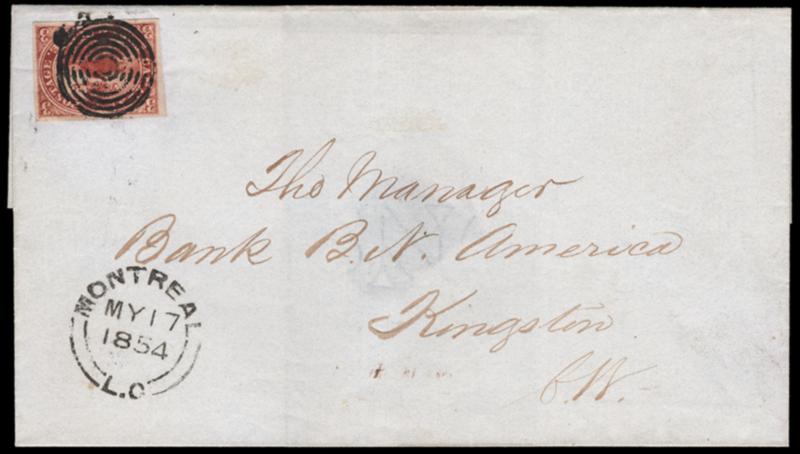 The Manager
Bank B.N. America
Kingston
C.W.
MONTREAL
MY 17
1854
L.C